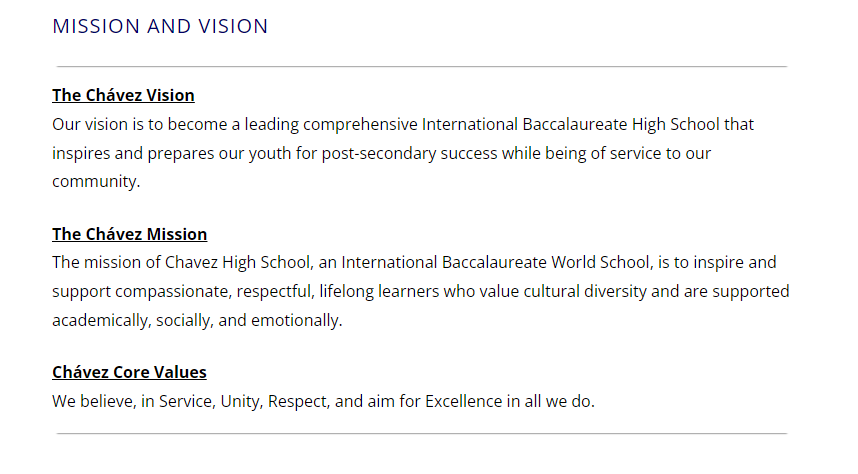 MISSION AND VISION
The Chávez Vision
Our vision is to become a leading comprehensive International Baccalaureate High School that
inspires and prepares our youth for post-secondary success while being of service to our
community.
The Chávez Mission
The mission of Chavez High School, an International Baccalaureate World School, is to inspire and
support compassionate, respectful, lifelong learners who value cultural diversity and are supported
academically, socially, and emotionally.
Chávez Core Values
We believe, in Service, Unity, Respect, and aim for Excellence in all we do.